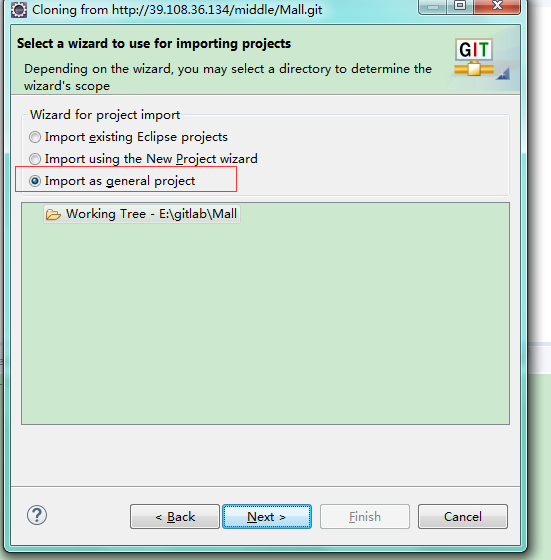 Cloning from http://39.108.36.134/middle/Mall.git
Select a wizard to use for importing projects
Depending on the wizard, you may select a directory to determine the
wizard's scope
GIT
Wizard for project import
Import existing Eclipse projects
Import using the New Project wizard
Import as general project
Working Tree - E:\gitlab\Mall
?
< Back
Next >
Finish
Cancel